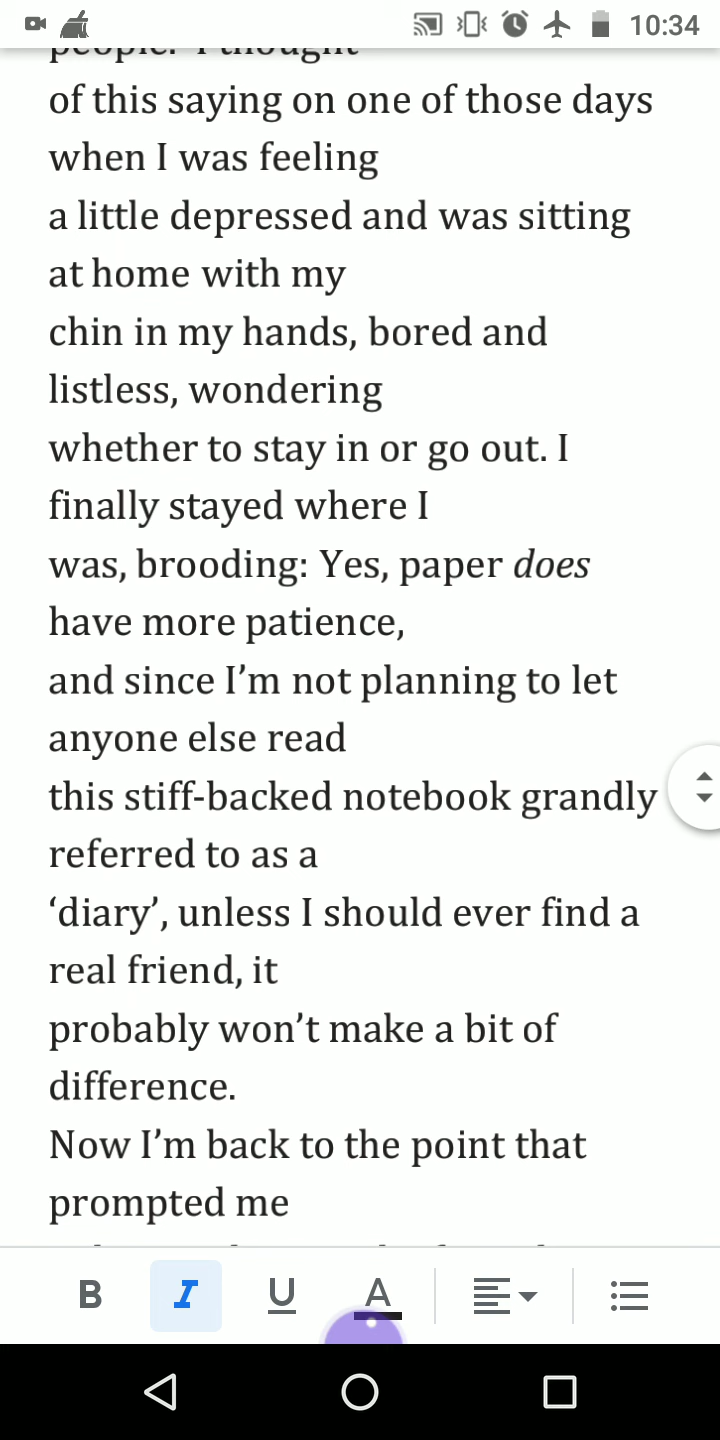 10:34
people.' I thought
of this saying on one of those days
when I was feeling
a little depressed and was sitting
at home with my
chin in my hands, bored and
listless, wondering
whether to stay in or go out. I
finally stayed where I
was, brooding: Yes, paper does
have more patience,
and since I’m not planning to let
anyone else read
this stiff-backed notebook grandly
referred to as a
‘diary’, unless I should ever find a
real friend, it
probably won’t make a bit of
difference.
Now I’m back to the point that
prompted me
B I U A